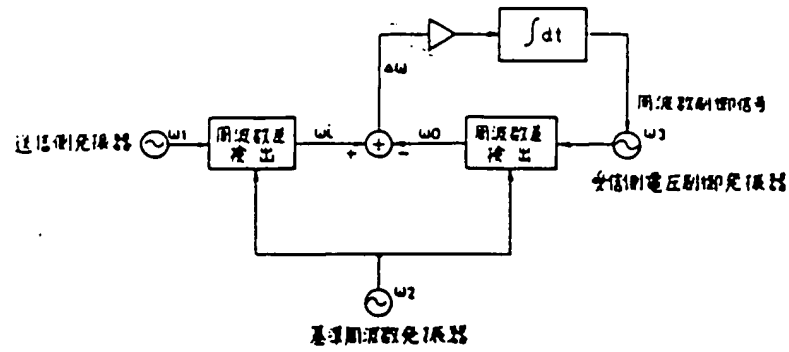 ∫dt
Δω
周波数制御信号
送信側発振器
ω1
周波数差
検出
ωi
+
+
-
ω0
周波数差
検出
ω3
受信側電圧制御発振器
ω2
基準周波数発振器